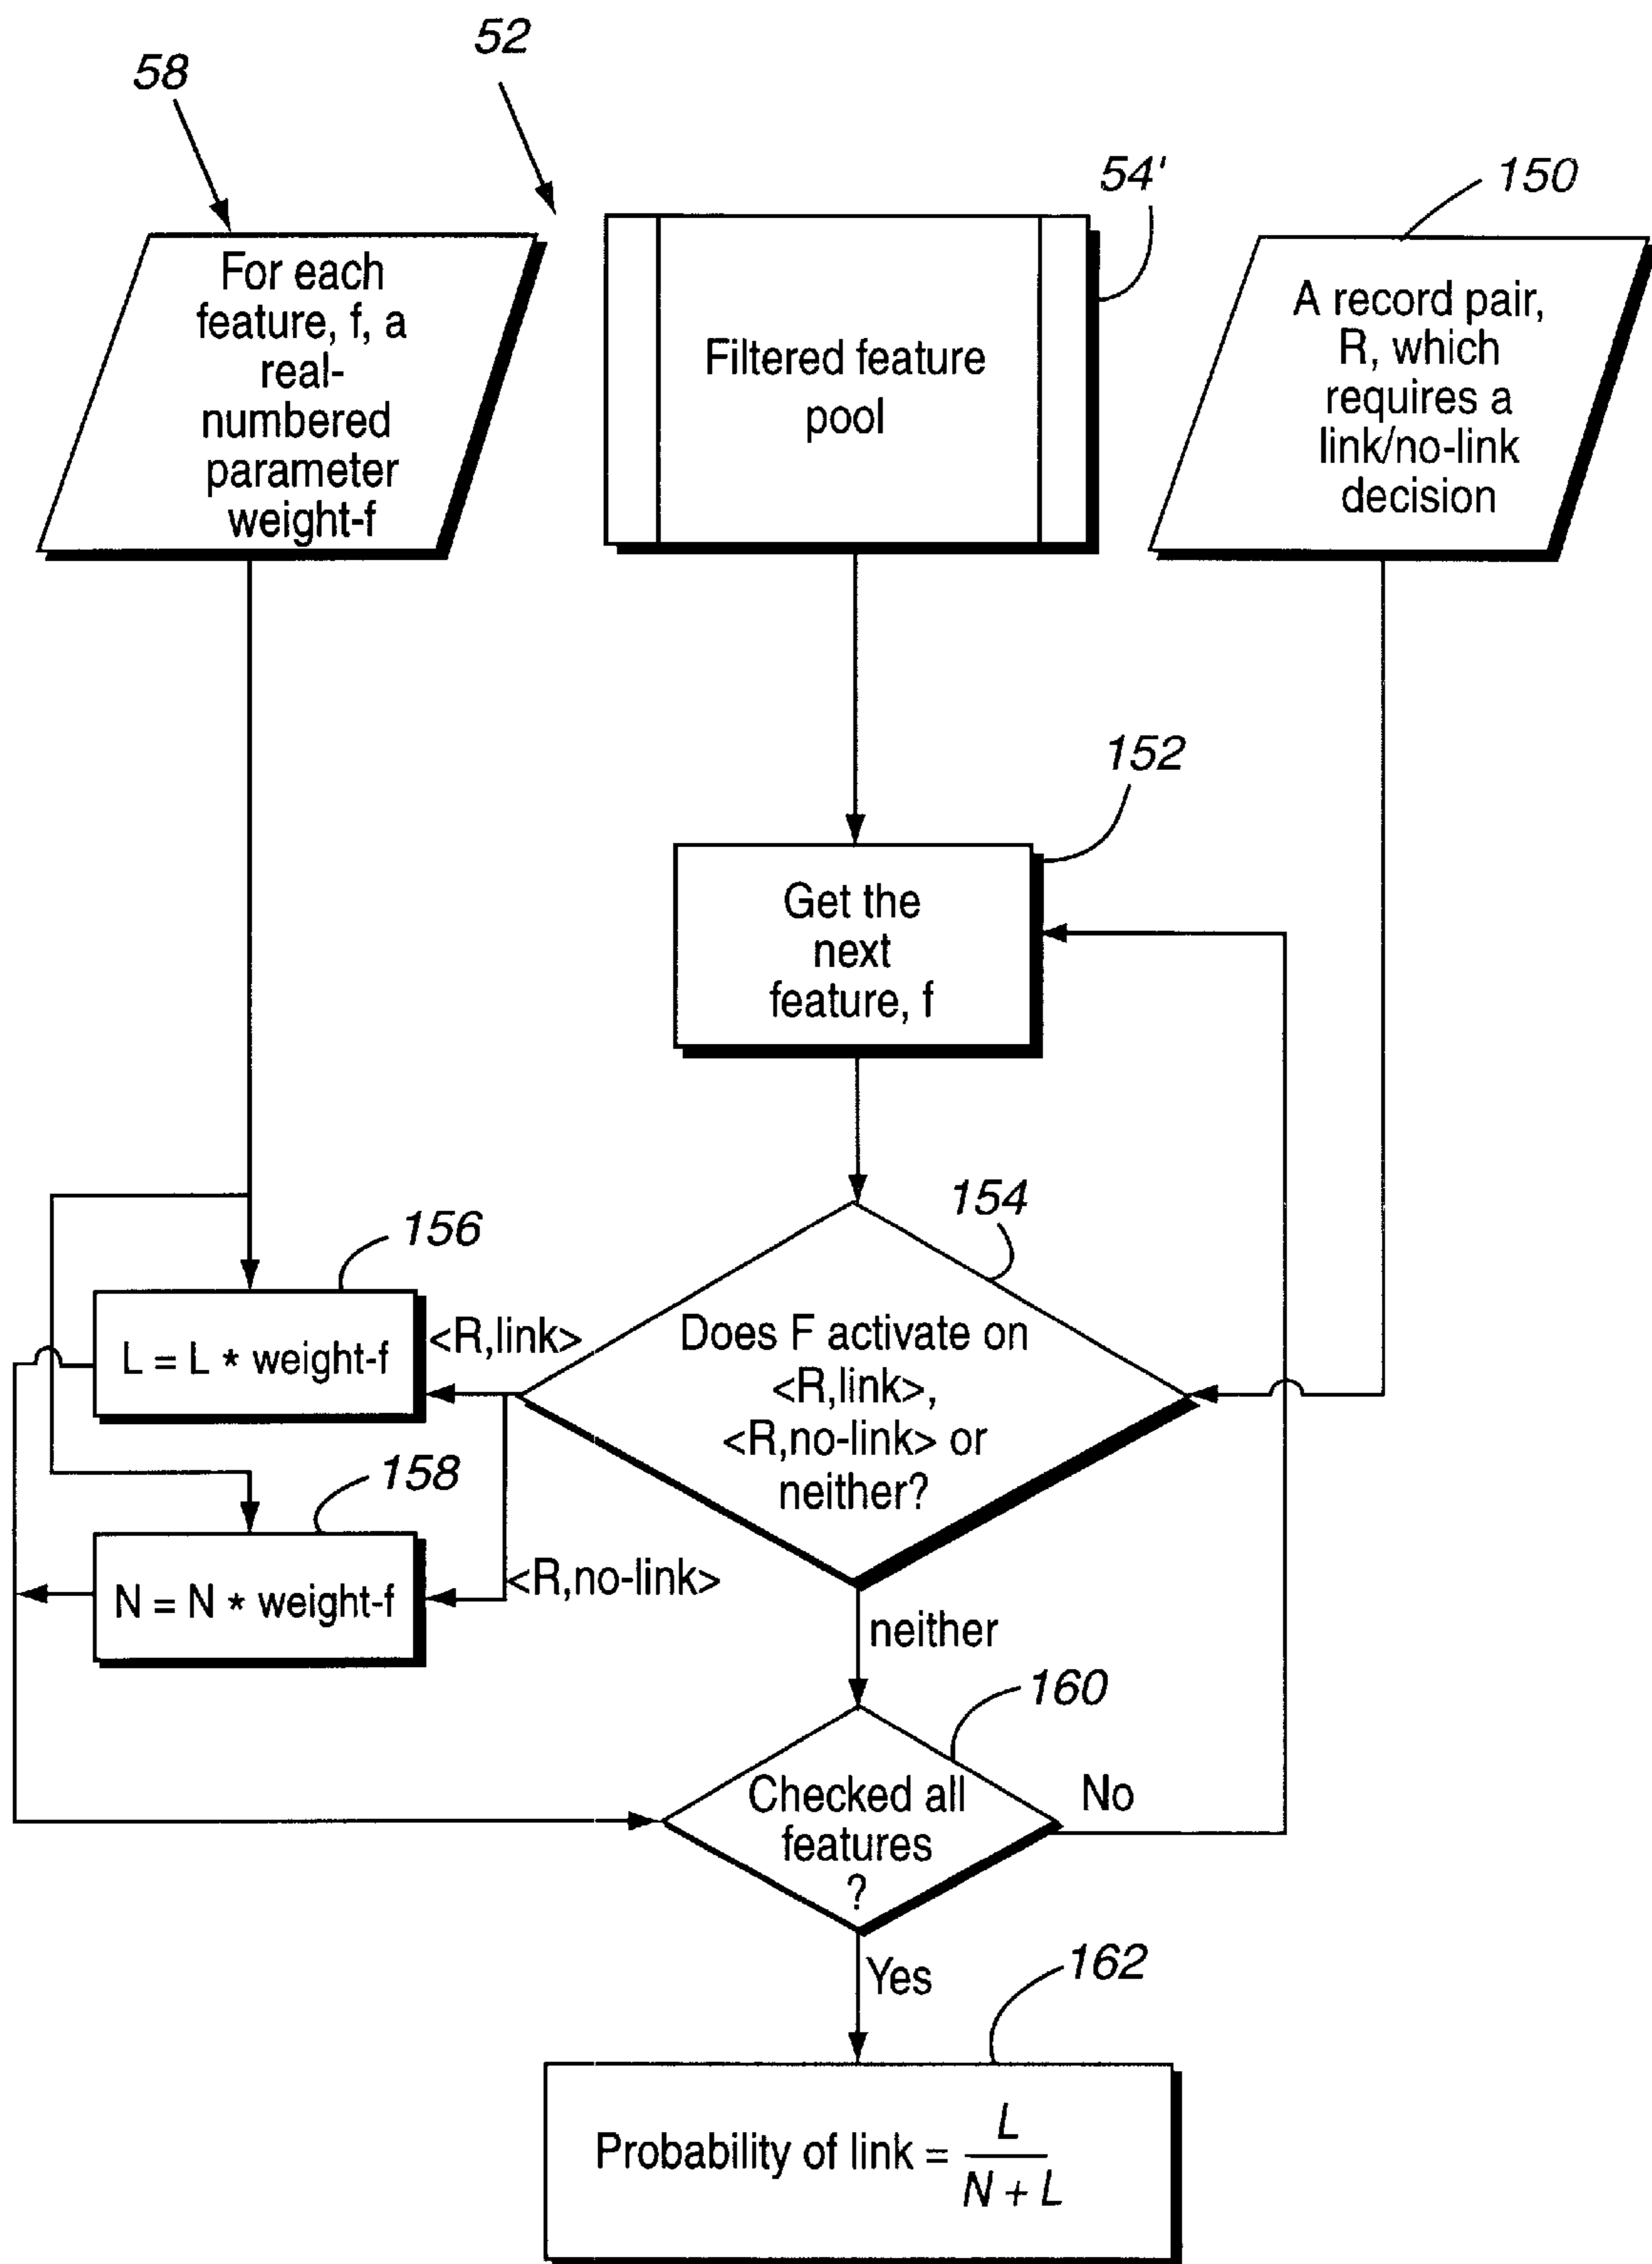 52
58
54'
150
For each
feature, f, a
real-
numbered
parameter
weight-f
Filtered feature
pool
A record pair,
R, which
requires a
link/no-link
decision
152
Get the
next
feature, f
154
156
<R,link>
L = L * weight-f
Does F activate on
<R,link>,
<R,no-link> or
neither?
158
<R,no-link>
N = N * weight-f
neither
160
Checked all
features
?
No
Yes
162
Probability of link = L
N + L